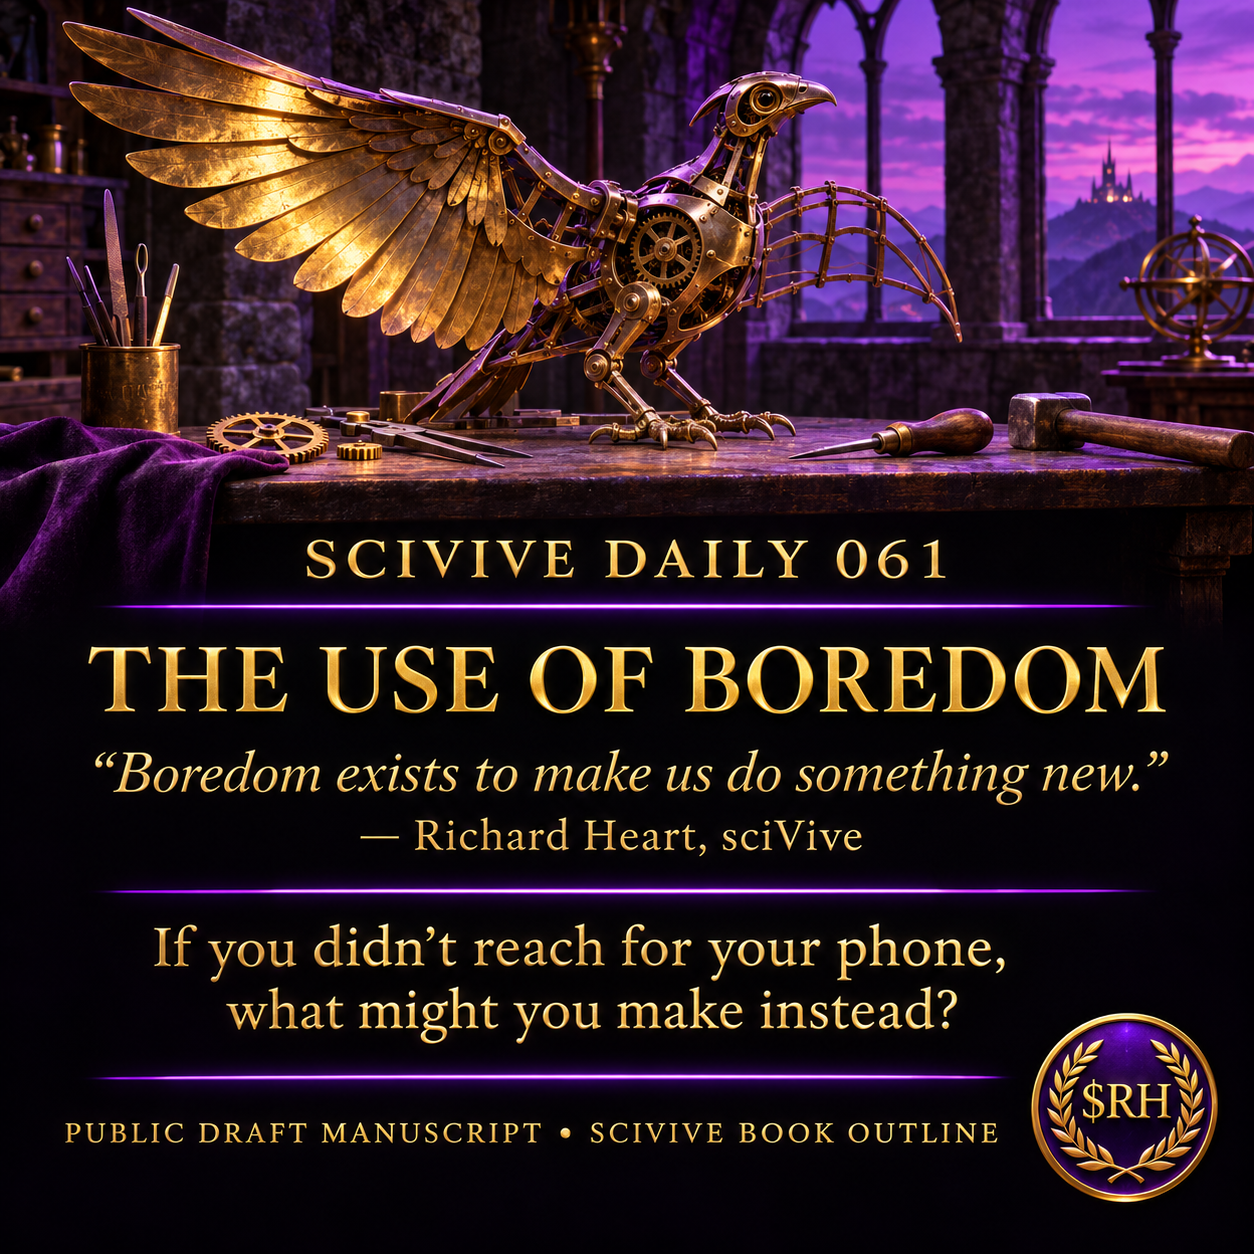 SCIVIVE DAILY 061
THE USE OF BOREDOM
“Boredom exists to make us do something new.”
— Richard Heart, sciVive
If you didn’t reach for your phone,
what might you make instead?
PUBLIC DRAFT MANUSCRIPT • SCIVIVE BOOK OUTLINE
$RH